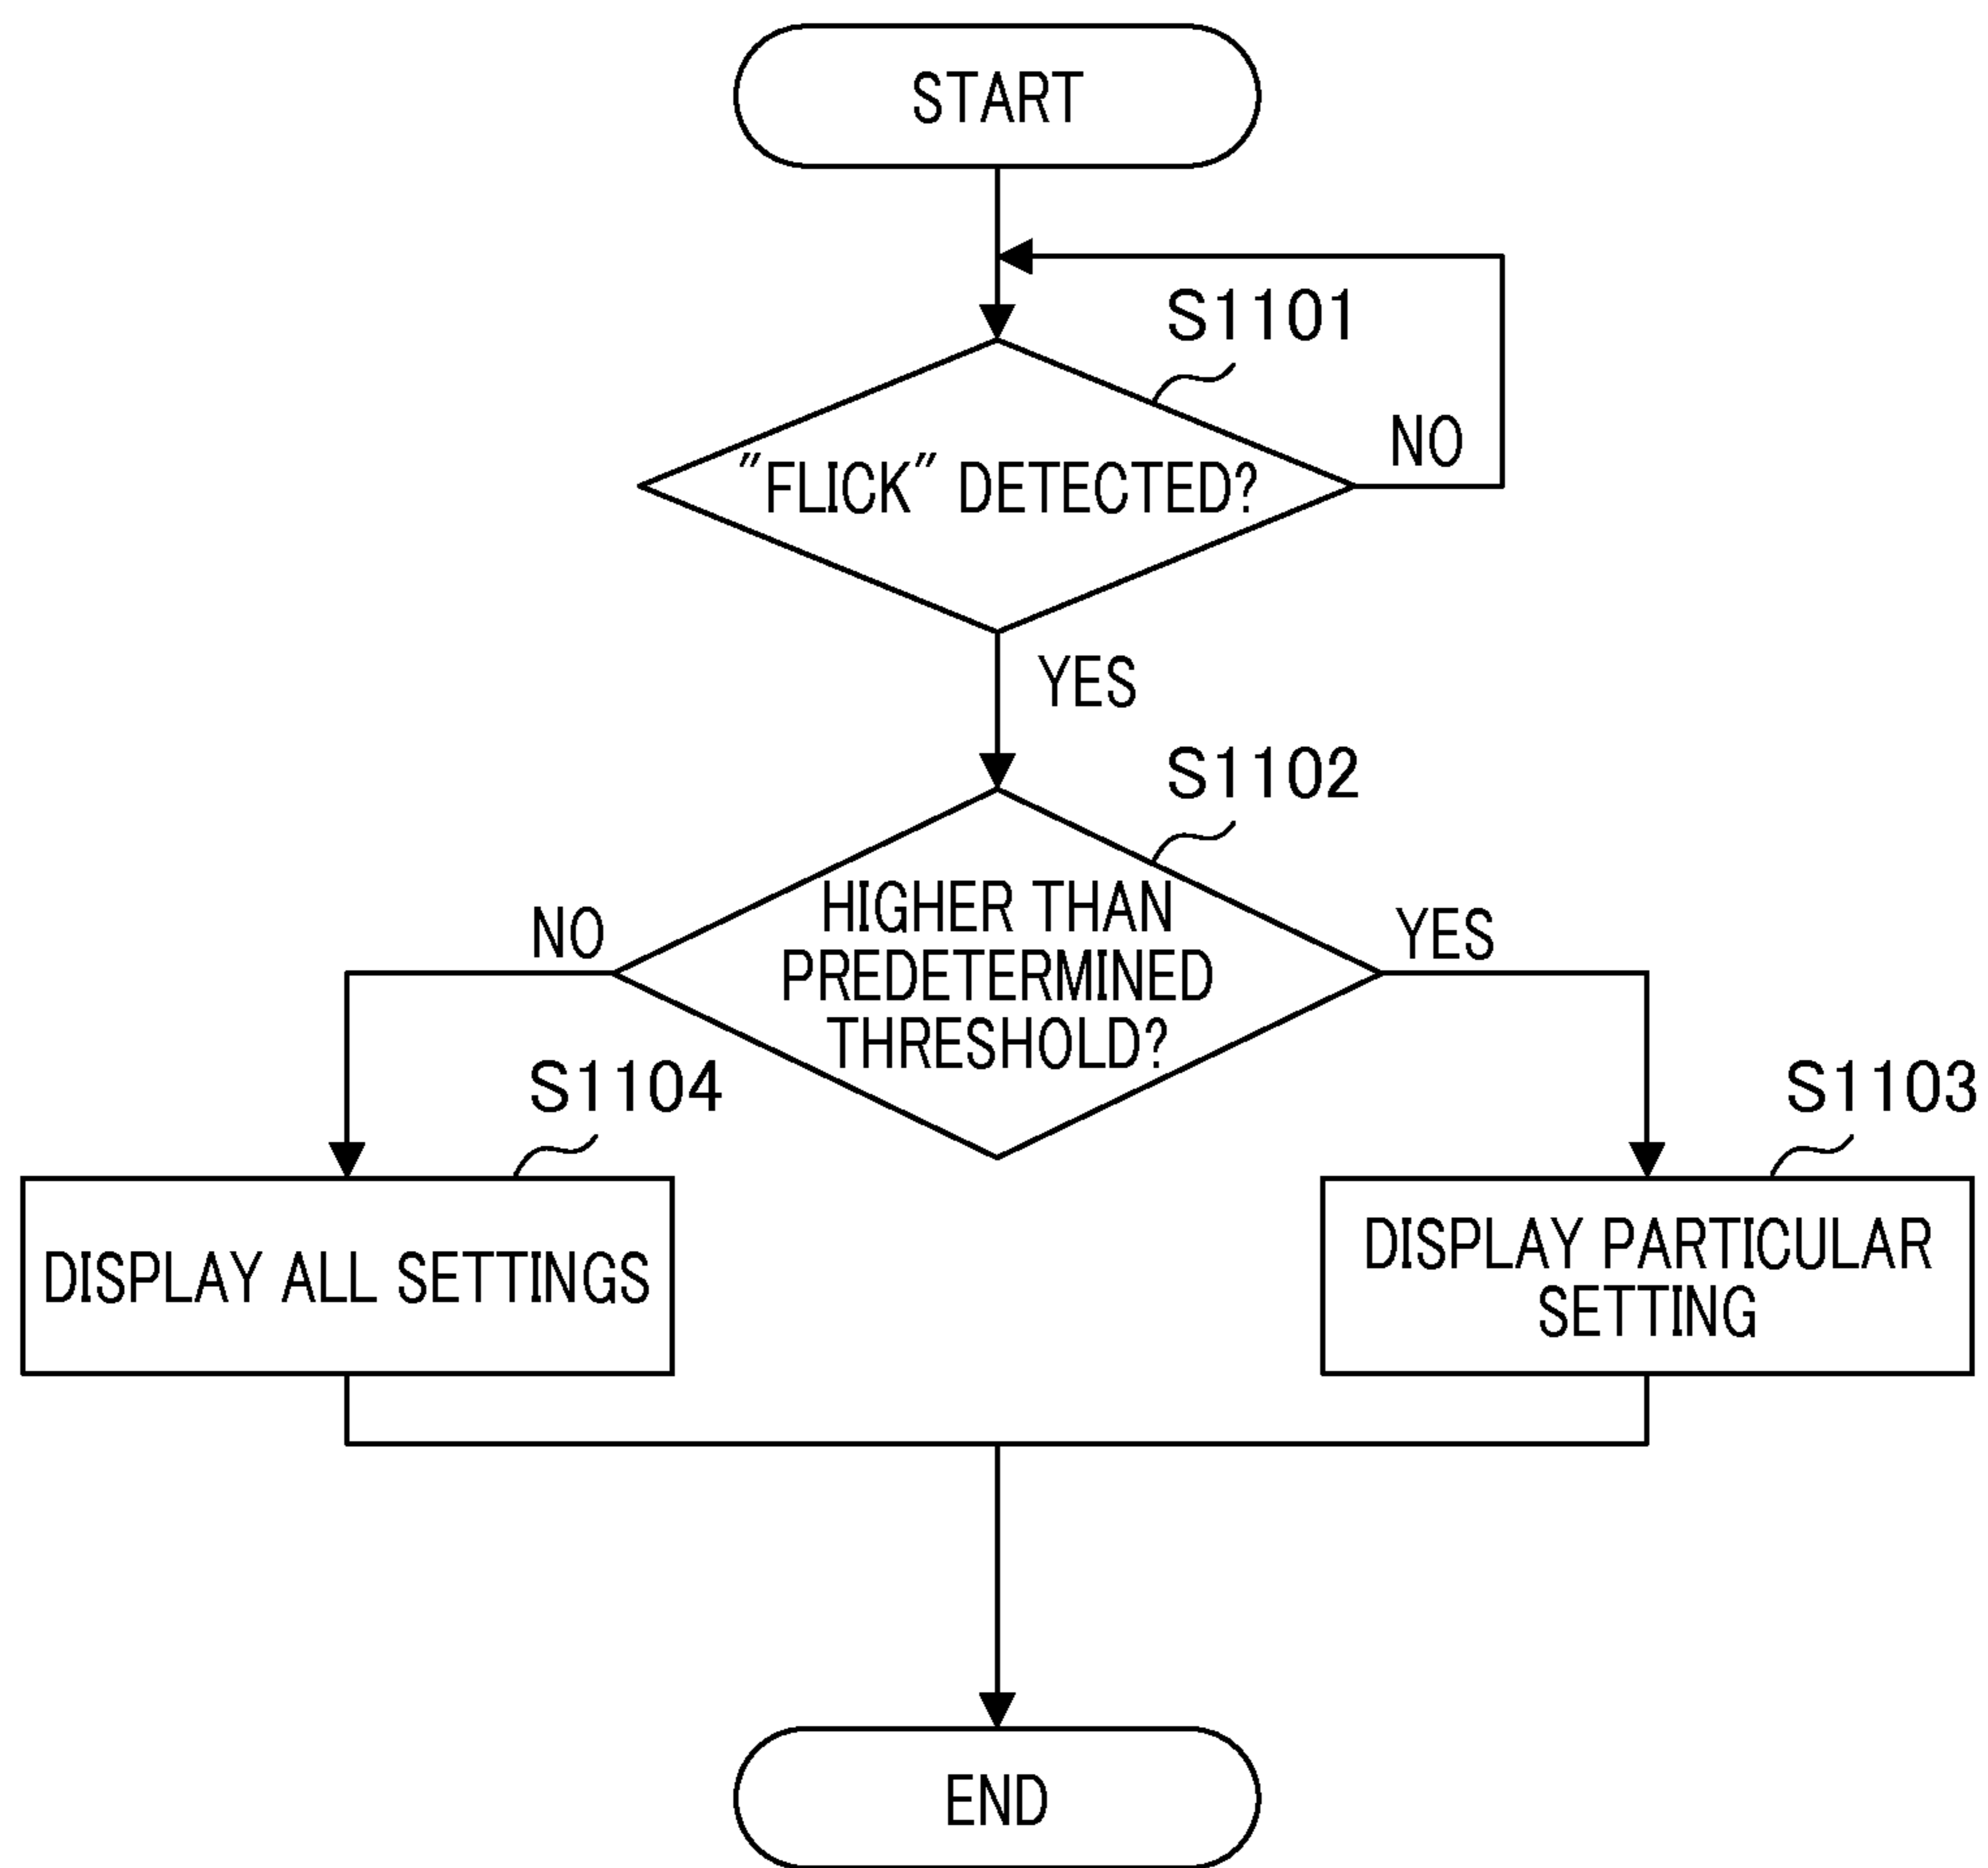 START
S1101
"FLICK" DETECTED?
NO
YES
S1102
HIGHER THAN
PREDETERMINED
THRESHOLD?
NO
YES
S1104
S1103
DISPLAY ALL SETTINGS
DISPLAY PARTICULAR
SETTING
END